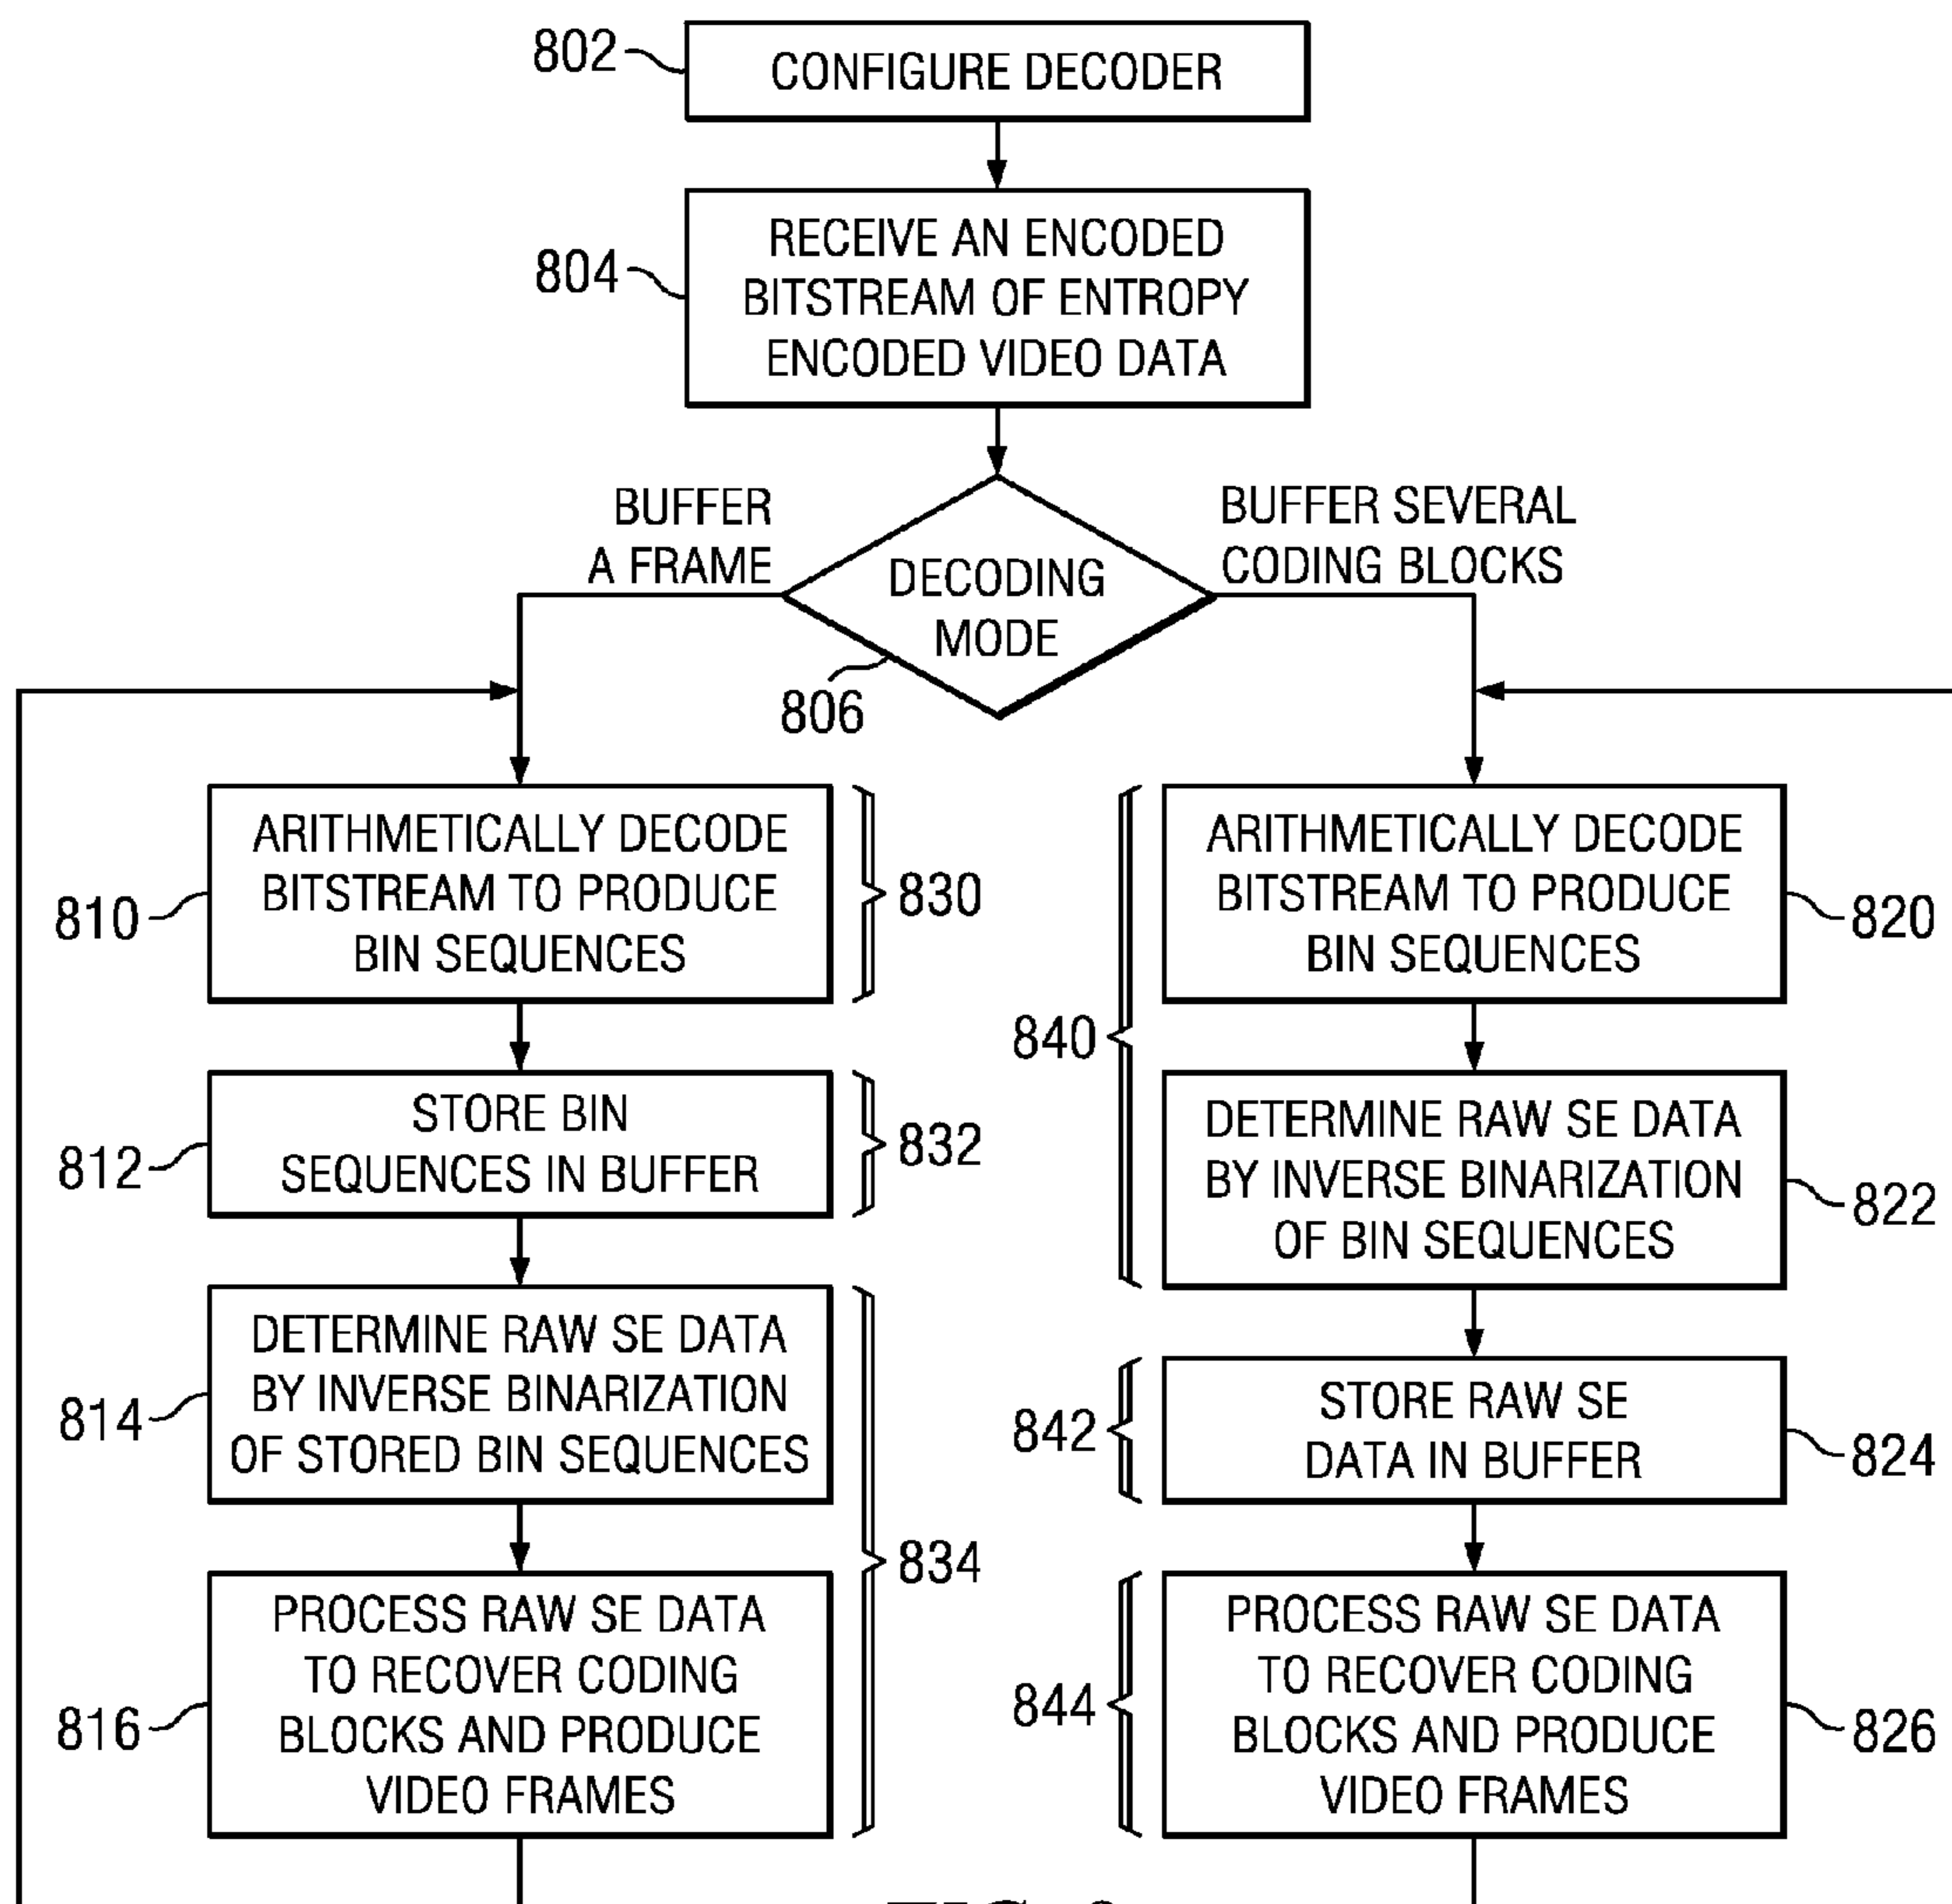 802
CONFIGURE DECODER
804
RECEIVE AN ENCODED
BITSTREAM OF ENTROPY
ENCODED VIDEO DATA
BUFFER
A FRAME
DECODING
MODE
806
BUFFER SEVERAL
CODING BLOCKS
810
ARITHMETICALLY DECODE
BITSTREAM TO PRODUCE
BIN SEQUENCES
830
812
STORE BIN
SEQUENCES IN BUFFER
832
814
DETERMINE RAW SE DATA
BY INVERSE BINARIZATION
OF STORED BIN SEQUENCES
816
PROCESS RAW SE DATA
TO RECOVER CODING
BLOCKS AND PRODUCE
VIDEO FRAMES
834
840
ARITHMETICALLY DECODE
BITSTREAM TO PRODUCE
BIN SEQUENCES
820
DETERMINE RAW SE DATA
BY INVERSE BINARIZATION
OF BIN SEQUENCES
822
842
STORE RAW SE
DATA IN BUFFER
824
844
PROCESS RAW SE DATA
TO RECOVER CODING
BLOCKS AND PRODUCE
VIDEO FRAMES
826